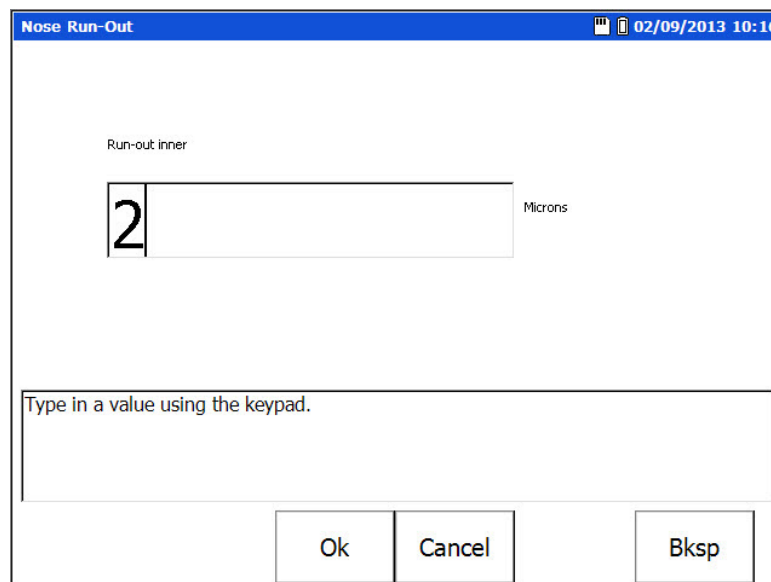 Nose Run-Out 02/09/2013 10:16
Run-out inner
2 Microns
Type in a value using the keypad.
Ok Cancel Bksp